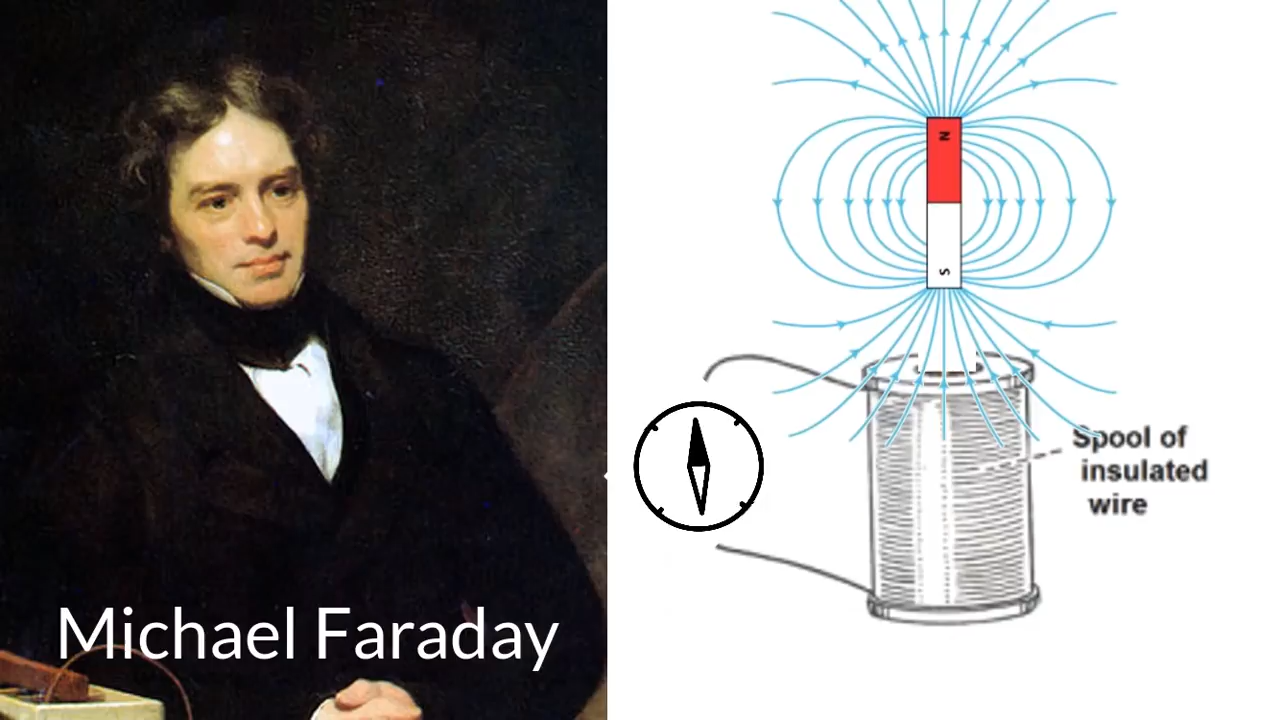 Michael Faraday
N
S
Spool of
insulated
wire